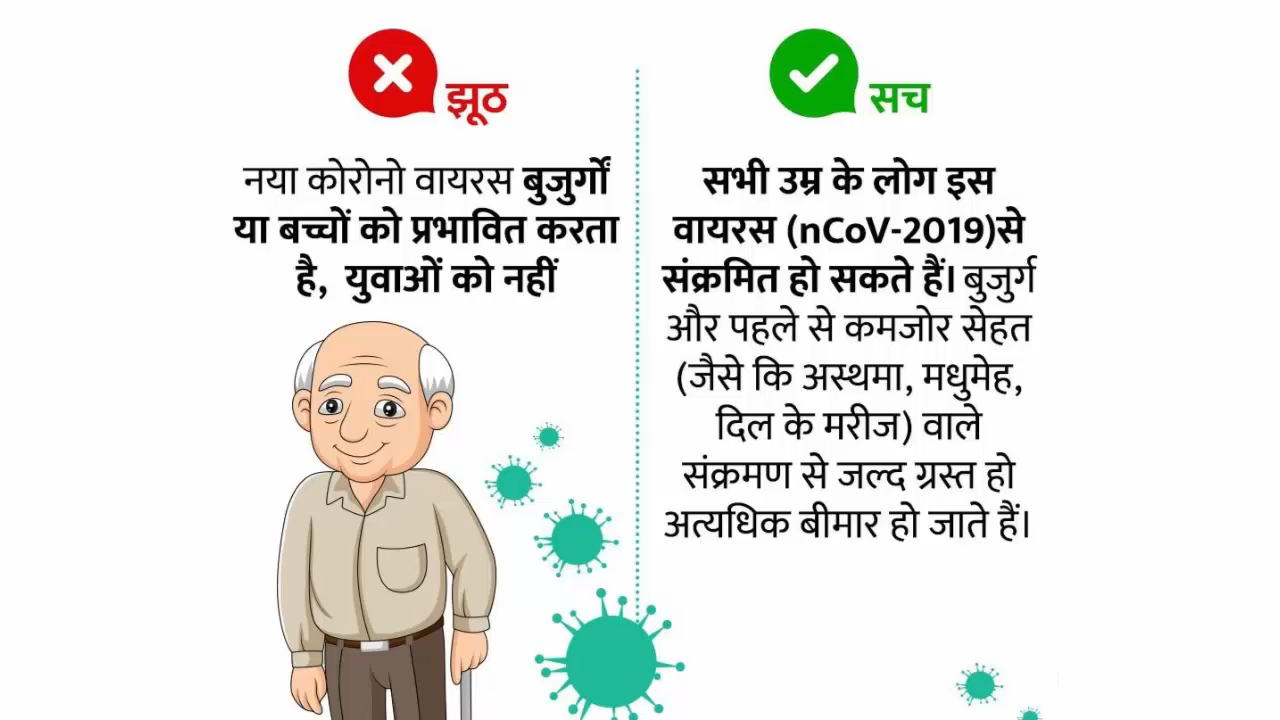 झूठ
नया कोरोनो वायरस बुजुर्गों
या बच्चों को प्रभावित करता
है, युवाओं को नहीं
सच
सभी उम्र के लोग इस
वायरस (nCoV-2019)से
संक्रमित हो सकते हैं। बुजुर्ग
और पहले से कमजोर सेहत
(जैसे कि अस्थमा, मधुमेह,
दिल के मरीज) वाले
संक्रमण से जल्द ग्रस्त हो
अत्यधिक बीमार हो जाते हैं।